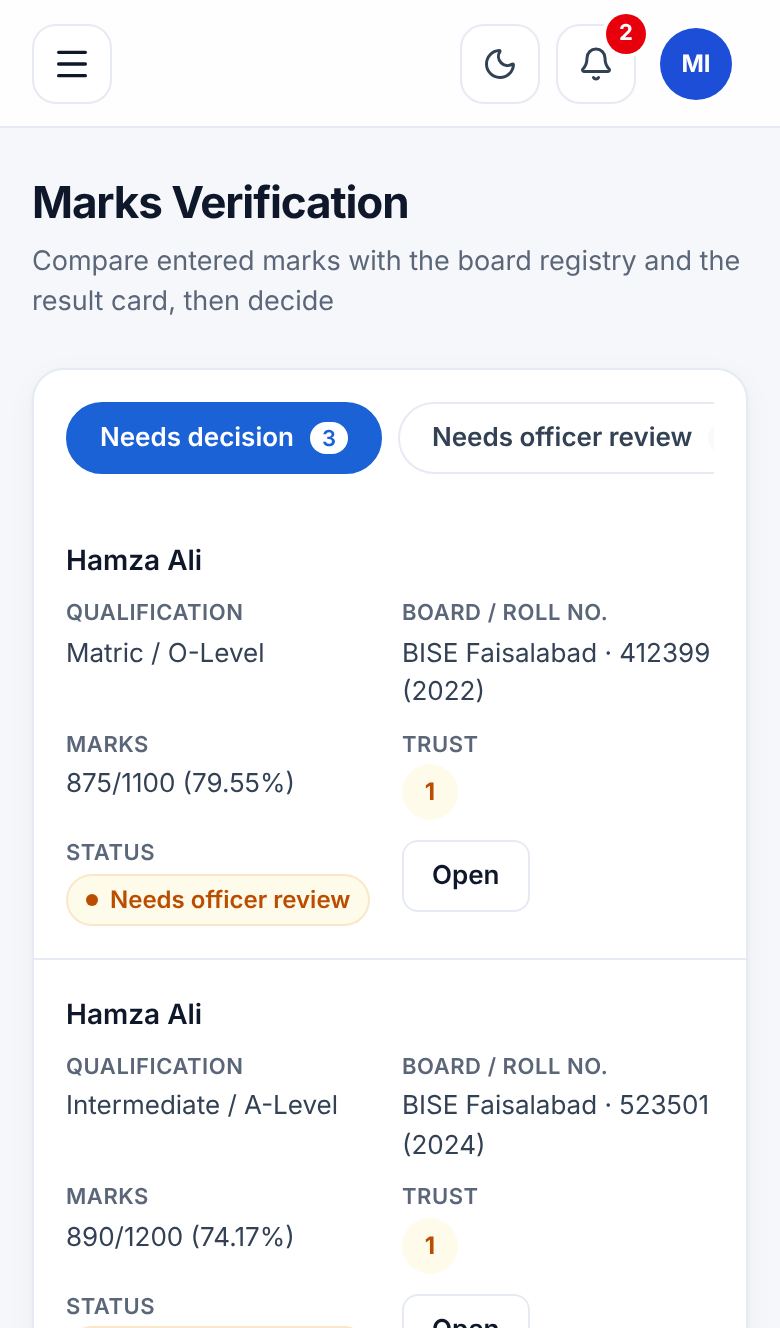 2
MI
Marks Verification
Compare entered marks with the board registry and the
result card, then decide
Needs decision 3
Needs officer review
Hamza Ali
QUALIFICATION
Matric / O-Level
BOARD / ROLL NO.
BISE Faisalabad · 412399
(2022)
MARKS
875/1100 (79.55%)
TRUST
1
STATUS
Needs officer review
Open
Hamza Ali
QUALIFICATION
Intermediate / A-Level
BOARD / ROLL NO.
BISE Faisalabad · 523501
(2024)
MARKS
890/1200 (74.17%)
TRUST
1
STATUS
Open